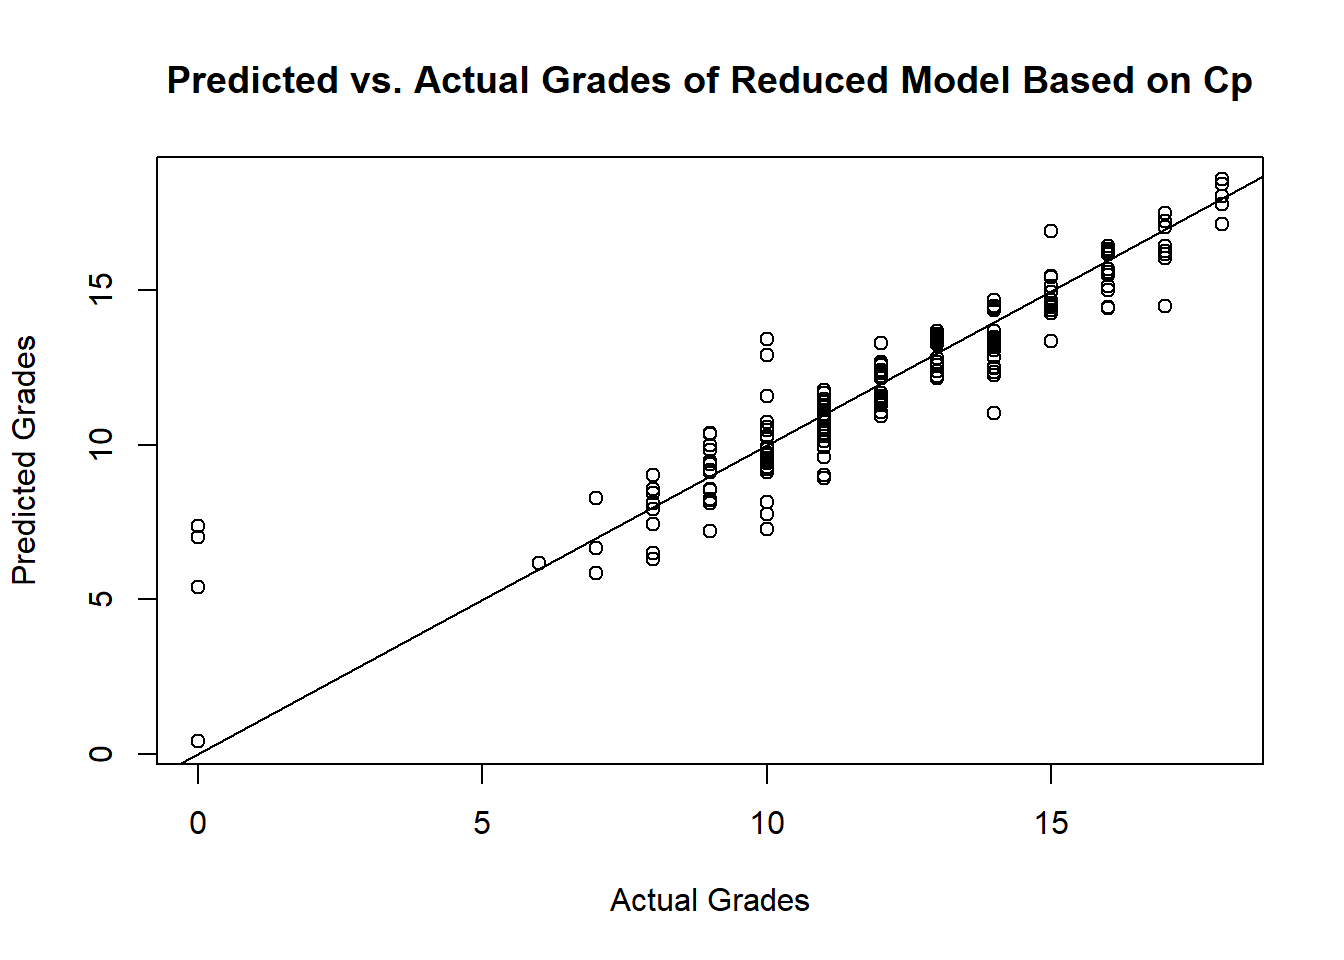 Predicted vs. Actual Grades of Reduced Model Based on Cp
Predicted Grades
15
10
5
0
0 5 10 15
Actual Grades